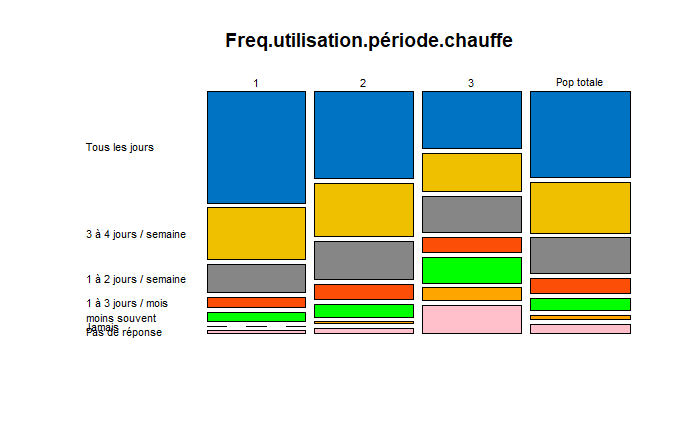 Freq.utilisation.période.chauffe
1 2 3 Pop totale
Tous les jours
3 à 4 jours / semaine
1 à 2 jours / semaine
1 à 3 jours / mois
moins souvent
Jamais
Pas de réponse